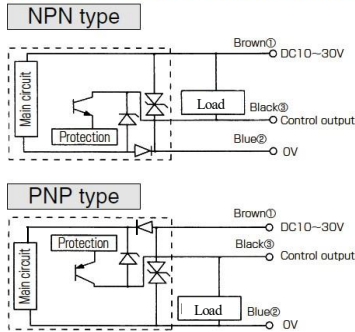 NPN type
Brown①
DC10～30V
Main circuit
Load
Black③
Control output
Protection
Blue②
0V
PNP type
Brown①
DC10～30V
Protection
Black③
Control output
Main circuit
Load
Blue②
0V